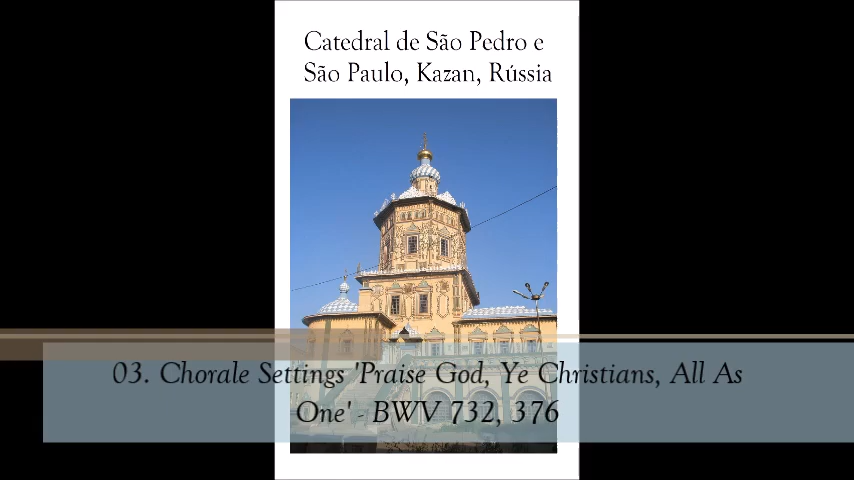 Catedral de São Pedro e
São Paulo, Kazan, Rússia
03. Chorale Settings 'Praise God, Ye Christians, All As
One' - BWV 732, 376